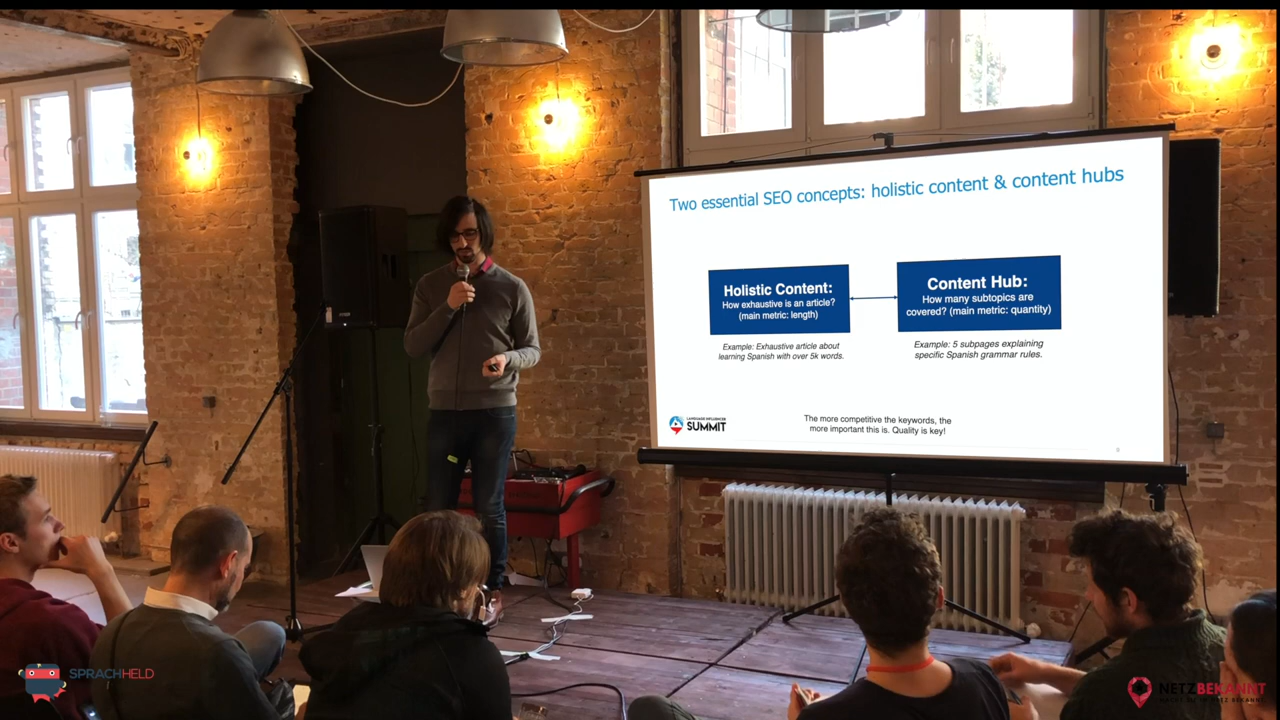 Two essential SEO concepts: holistic content & content hubs
Holistic Content:
How exhaustive is an article?
(main metric: length)
Content Hub:
How many subtopics are
covered? (main metric: quantity)
Example: Exhaustive article about
learning Spanish with over 5k words.
Example: 5 subpages explaining
specific Spanish grammar rules.
LANGUAGE INFLUENCER
SUMMIT
The more competitive the keywords, the
more important this is. Quality is key!
SPRACHHELD
NETZBEKANNT